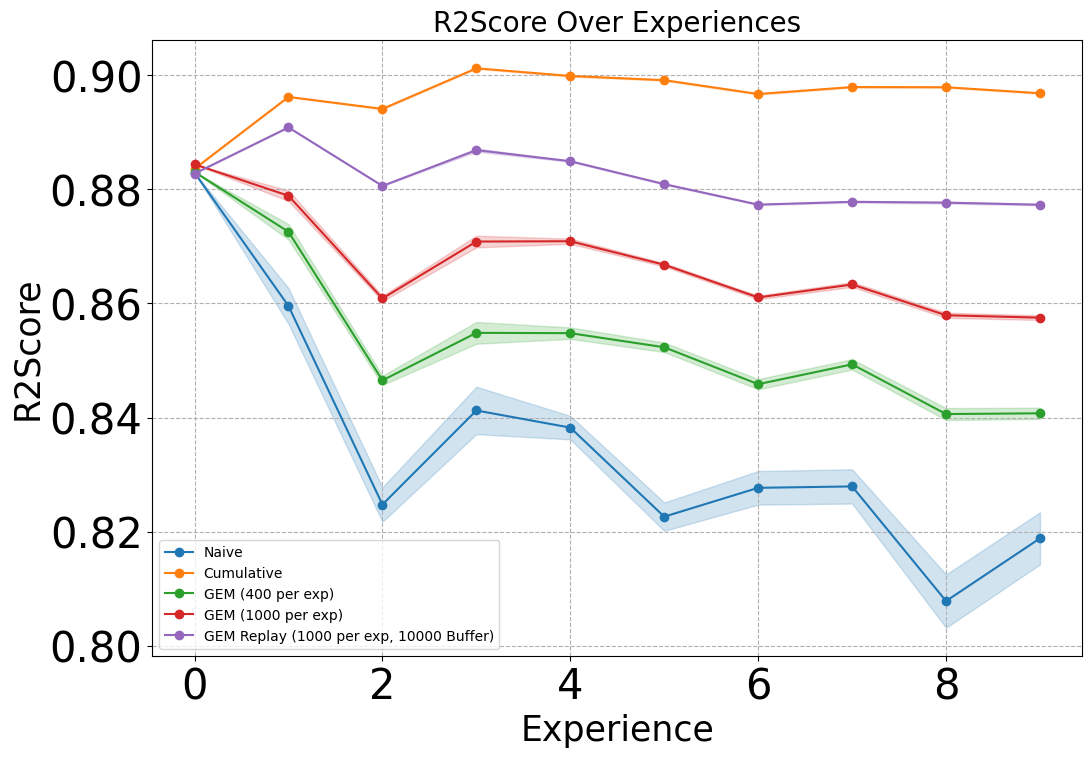 R2Score Over Experiences
R2Score
0.90
0.88
0.86
0.84
0.82
0.80
Naive
Cumulative
GEM (400 per exp)
GEM (1000 per exp)
GEM Replay (1000 per exp, 10000 Buffer)
0 2 4 6 8
Experience